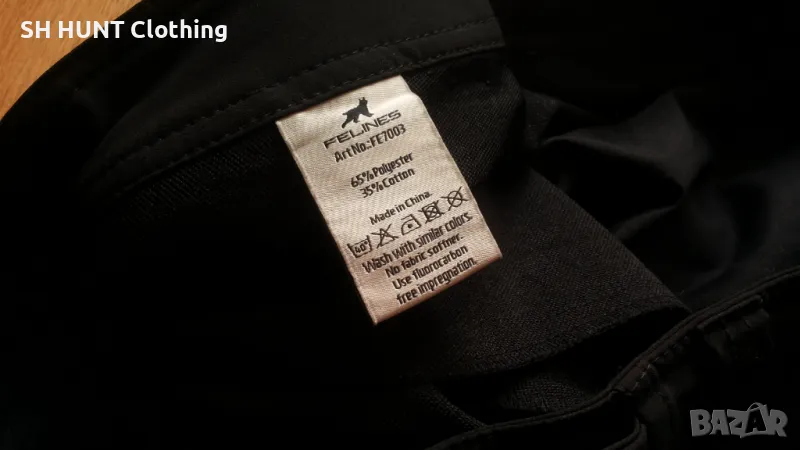 SH HUNT Clothing
FELINES
Art No.:FE7003
65%Polyester
35%Cotton
Made in China.
40°
Wash with similar colors.
No fabric softner.
Use fluorocarbon
free impregnation.
BAZAR